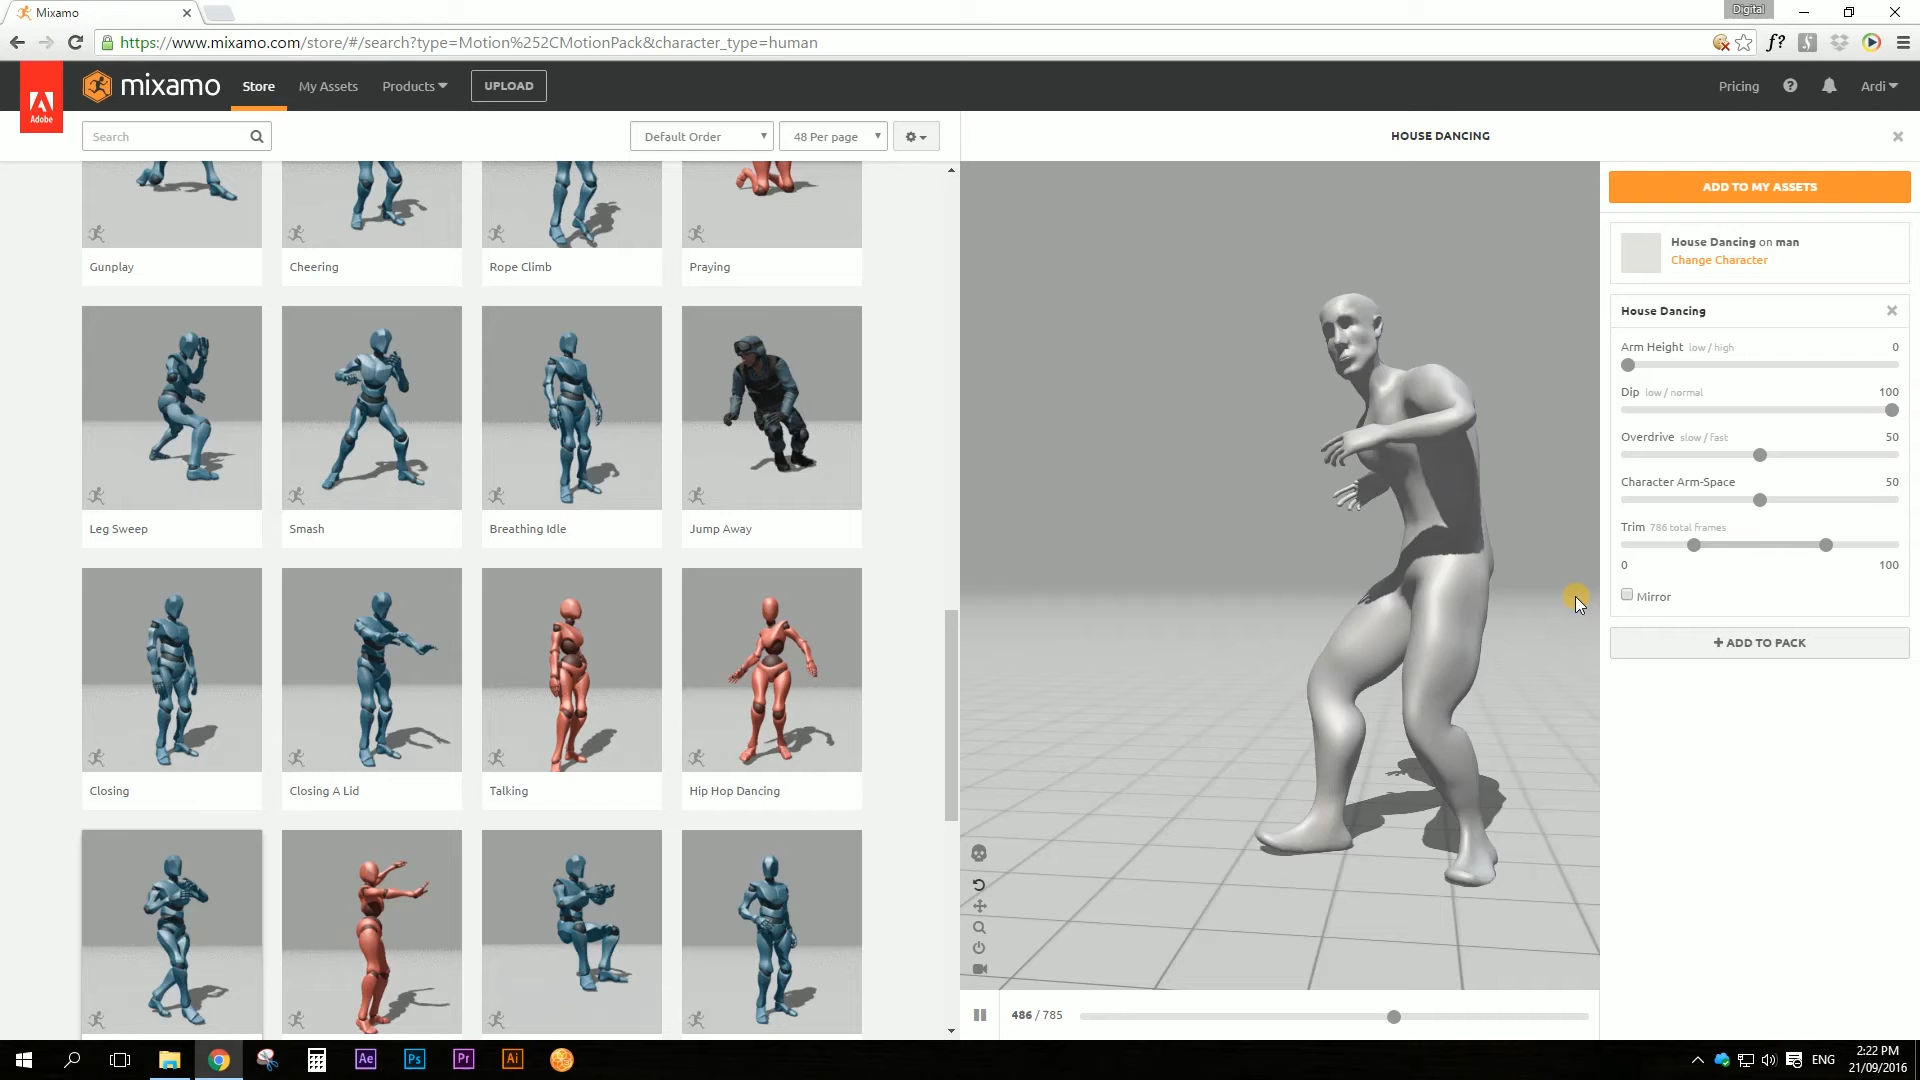 Mixamo
Digital
https://www.mixamo.com/store/#/search?type=Motion%252CMotionPack&character_type=human
f?
Adobe
mixamo
Store
My Assets
Products
UPLOAD
Pricing
Ardi
Search
Default Order
48 Per page
HOUSE DANCING
ADD TO MY ASSETS
House Dancing on man
Change Character
Gunplay
Cheering
Rope Climb
Praying
House Dancing
Arm Height low / high 0
Dip low / normal 100
Overdrive slow / fast 50
Character Arm-Space 50
Trim 786 total frames
0 100
Mirror
+ ADD TO PACK
Leg Sweep
Smash
Breathing Idle
Jump Away
Closing
Closing A Lid
Talking
Hip Hop Dancing
486 / 785
Ae
Ps
Pr
Ai
ENG
2:22 PM
21/09/2016